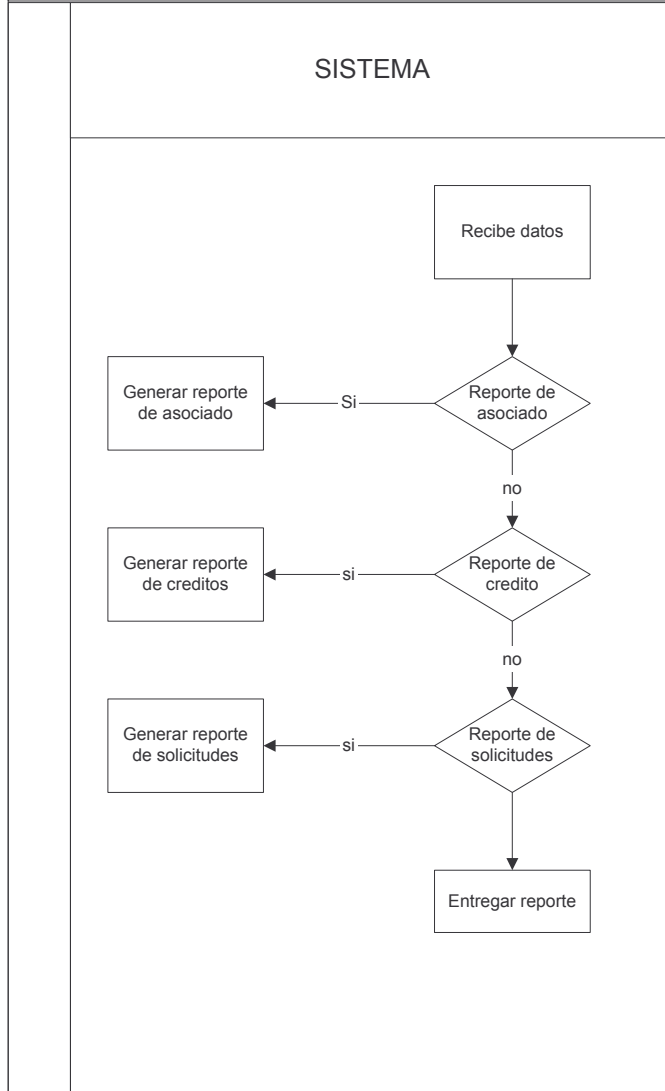 SISTEMA
Recibe datos
Generar reporte
de asociado
Si
Reporte de
asociado
no
Generar reporte
de creditos
si
Reporte de
credito
no
Generar reporte
de solicitudes
si
Reporte de
solicitudes
Entregar reporte